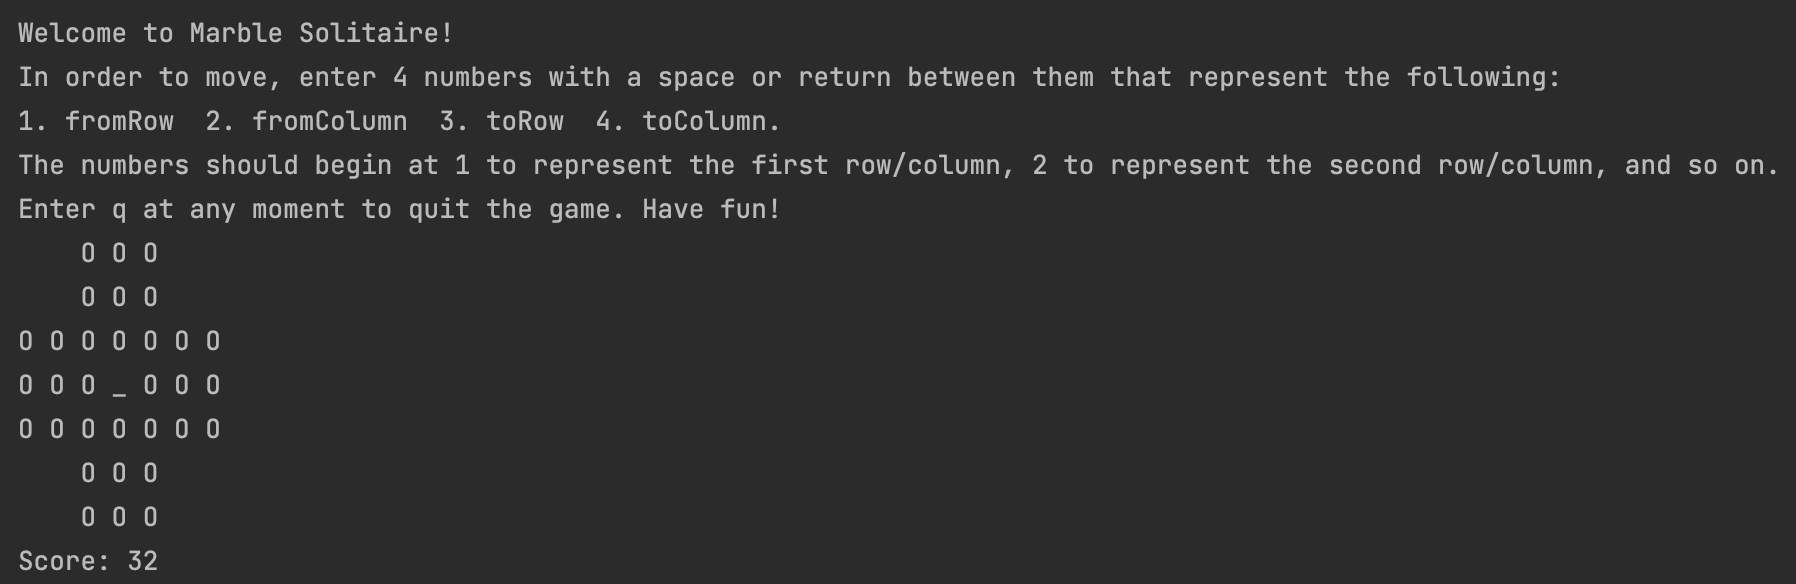 Welcome to Marble Solitaire!
In order to move, enter 4 numbers with a space or return between them that represent the following:
1. fromRow  2. fromColumn  3. toRow  4. toColumn.
The numbers should begin at 1 to represent the first row/column, 2 to represent the second row/column, and so on.
Enter q at any moment to quit the game. Have fun!
    O O O
    O O O
O O O O O O O
O O O _ O O O
O O O O O O O
    O O O
    O O O
Score: 32